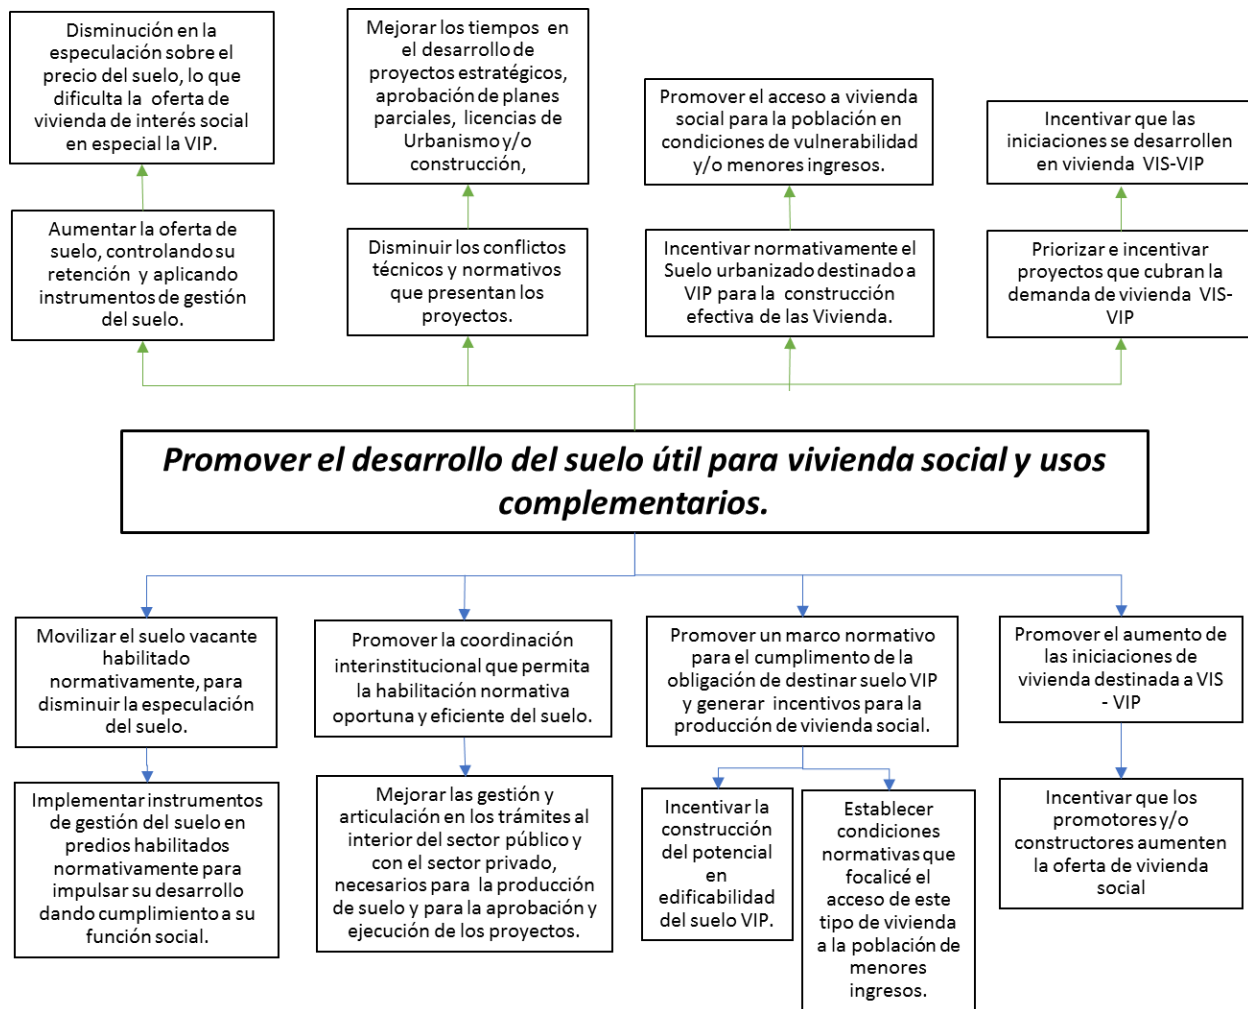 Disminución en la
especulación sobre el
precio del suelo, lo que
dificulta la oferta de
vivienda de interés social
en especial la VIP.
Mejorar los tiempos en
el desarrollo de
proyectos estratégicos,
aprobación de planes
parciales, licencias de
Urbanismo y/o
construcción,
Promover el acceso a vivienda
social para la población en
condiciones de vulnerabilidad
y/o menores ingresos.
Incentivar que las
iniciaciones se desarrollen
en vivienda VIS-VIP
Aumentar la oferta de
suelo, controlando su
retención y aplicando
instrumentos de gestión
del suelo.
Disminuir los conflictos
técnicos y normativos
que presentan los
proyectos.
Incentivar normativamente el
Suelo urbanizado destinado a
VIP para la construcción
efectiva de las Vivienda.
Priorizar e incentivar
proyectos que cubran la
demanda de vivienda VIS-
VIP
Promover el desarrollo del suelo útil para vivienda social y usos
complementarios.
Movilizar el suelo vacante
habilitado
normativamente, para
disminuir la especulación
del suelo.
Promover la coordinación
interinstitucional que permita
la habilitación normativa
oportuna y eficiente del suelo.
Promover un marco normativo
para el cumplimento de la
obligación de destinar suelo VIP
y generar incentivos para la
producción de vivienda social.
Promover el aumento de
las iniciaciones de
vivienda destinada a VIS
- VIP
Implementar instrumentos
de gestión del suelo en
predios habilitados
normativamente para
impulsar su desarrollo
dando cumplimiento a su
función social.
Mejorar las gestión y
articulación en los trámites al
interior del sector público y
con el sector privado,
necesarios para la producción
de suelo y para la aprobación y
ejecución de los proyectos.
Incentivar la
construcción
del potencial
en
edificabilidad
del suelo VIP.
Establecer
condiciones
normativas que
focalicé el
acceso de este
tipo de vivienda
a la población de
menores
ingresos.
Incentivar que los
promotores y/o
constructores aumenten
la oferta de vivienda
social